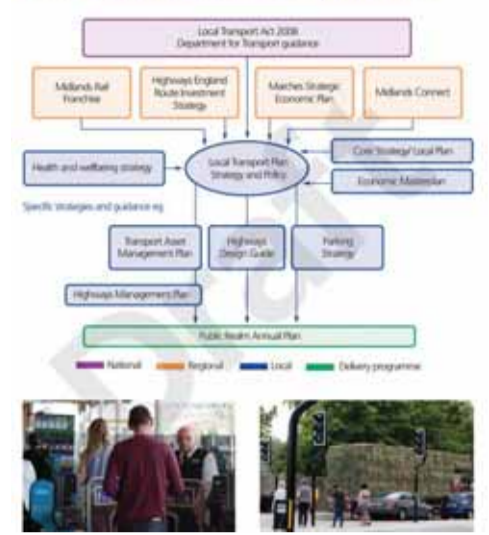 Local Transport Act 2008
Department for Transport guidance
Midlands Rail
Franchise
Highways England
Route Investment
Strategy
Marches Strategic
Economic Plan
Midlands Connect
Health and wellbeing strategy
Local Transport Plan
Strategy and Policy
Core Strategy/ Local Plan
Economic Masterplan
Specific strategies and guidance eg
Transport Asset
Management Plan
Highways
Design Guide
Parking
Strategy
Highways Management Plan
Public Realm Annual Plan
National
Regional
Local
Delivery programme
Draft